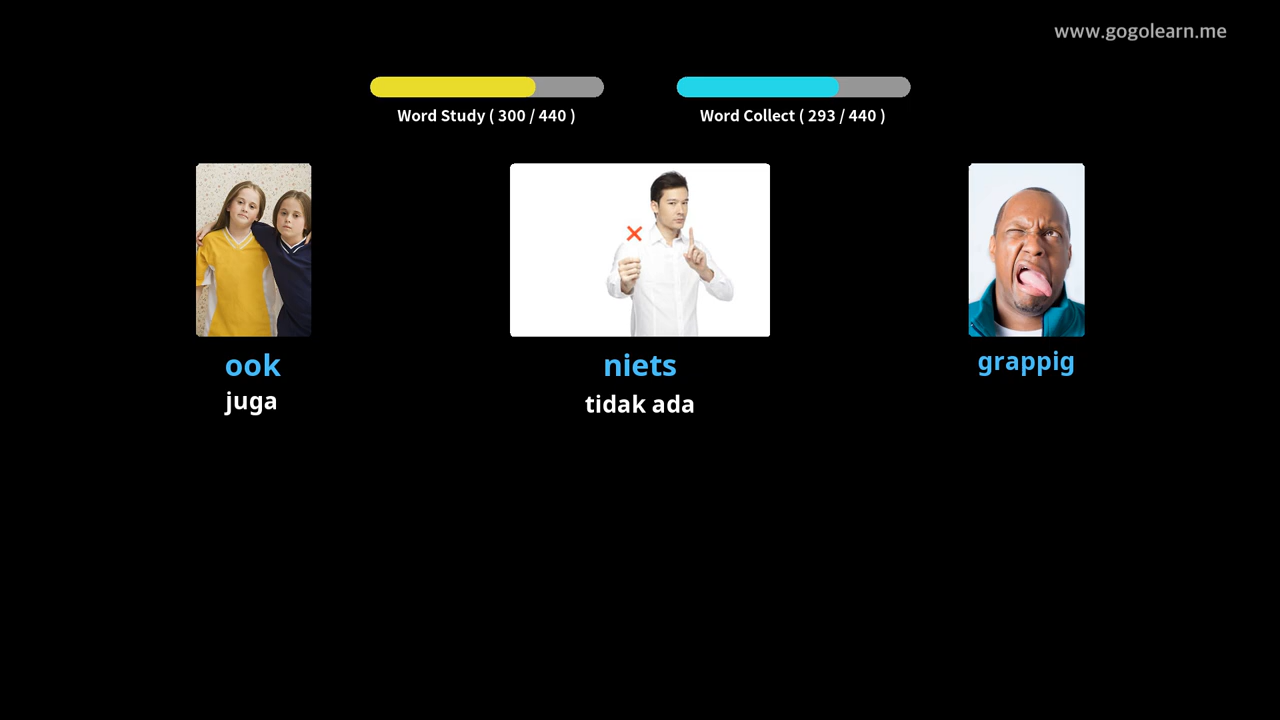 www.gogolearn.me
Word Study ( 300 / 440 )
Word Collect ( 293 / 440 )
ook
juga
niets
tidak ada
grappig